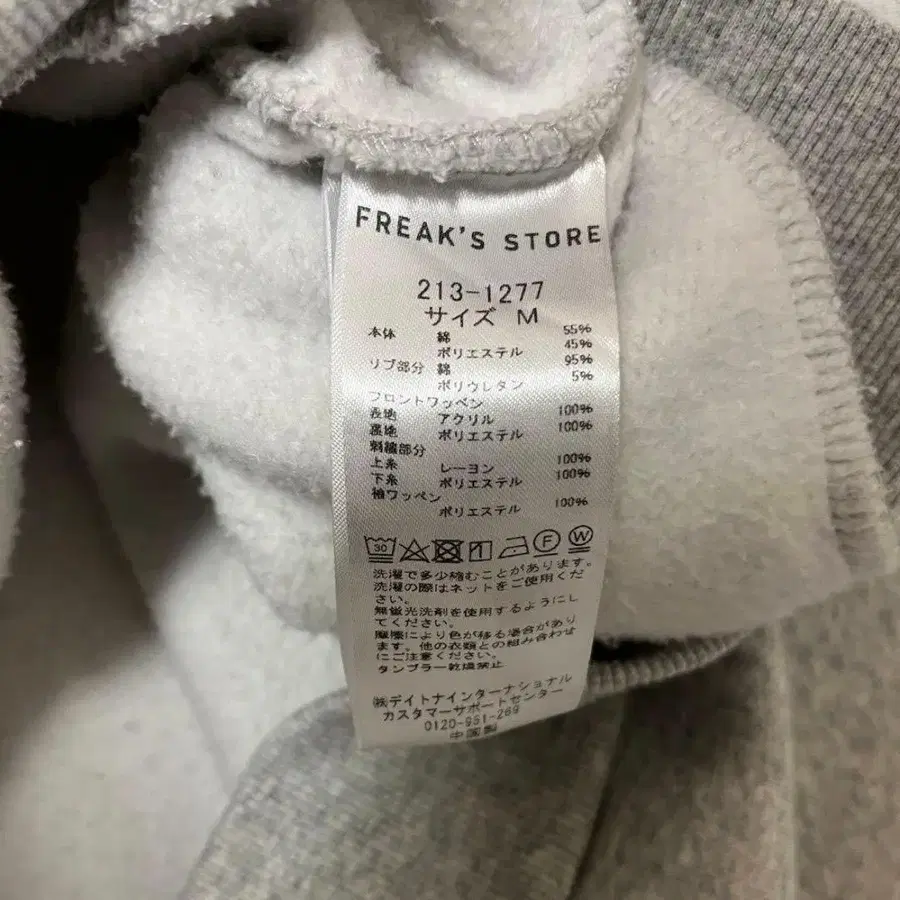 FREAK'S STORE
213-1277
サイズ M
本体 綿 55%
ポリエステル 45%
リブ部分 綿 95%
ポリウレタン 5%
フロントワッペン
表地 アクリル 100%
裏地 ポリエステル 100%
刺繍部分
上糸 レーヨン 100%
下糸 ポリエステル 100%
袖ワッペン
ポリエステル 100%
30 F W
洗濯で多少縮むことがあります。
洗濯の際はネットをご使用くだ
さい。
無蛍光洗剤を使用するようにし
てください。
摩擦により色が移る場合があり
ます。他の衣類との組み合わせ
にご注意ください。
タンブラー乾燥禁止
㈱デイトナインターナショナル
カスタマーサポートセンター
0120-951-269
中国製